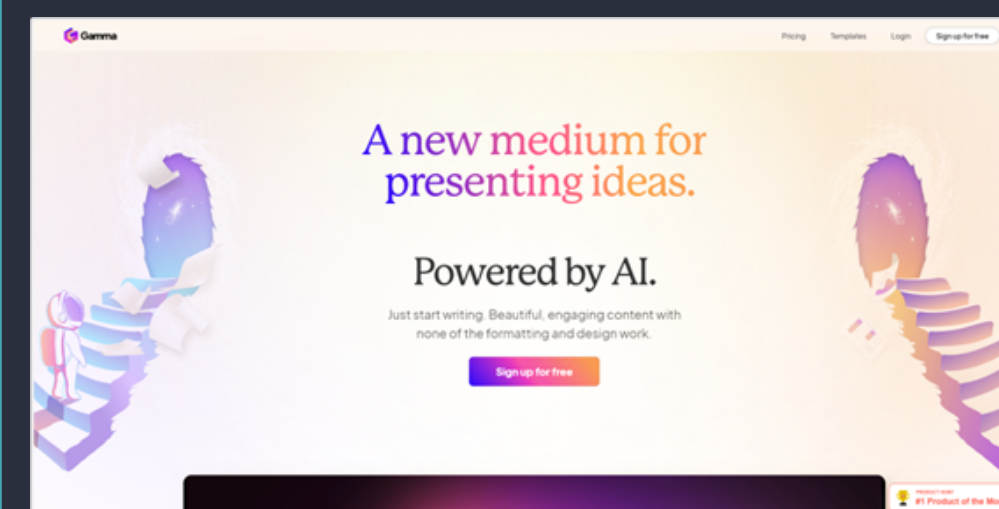 Gamma
Pricing Templates Login Sign up for free
A new medium for
presenting ideas.
Powered by AI.
Just start writing. Beautiful, engaging content with
none of the formatting and design work.
Sign up for free
PRODUCT HUNT
#1 Product of the Mo